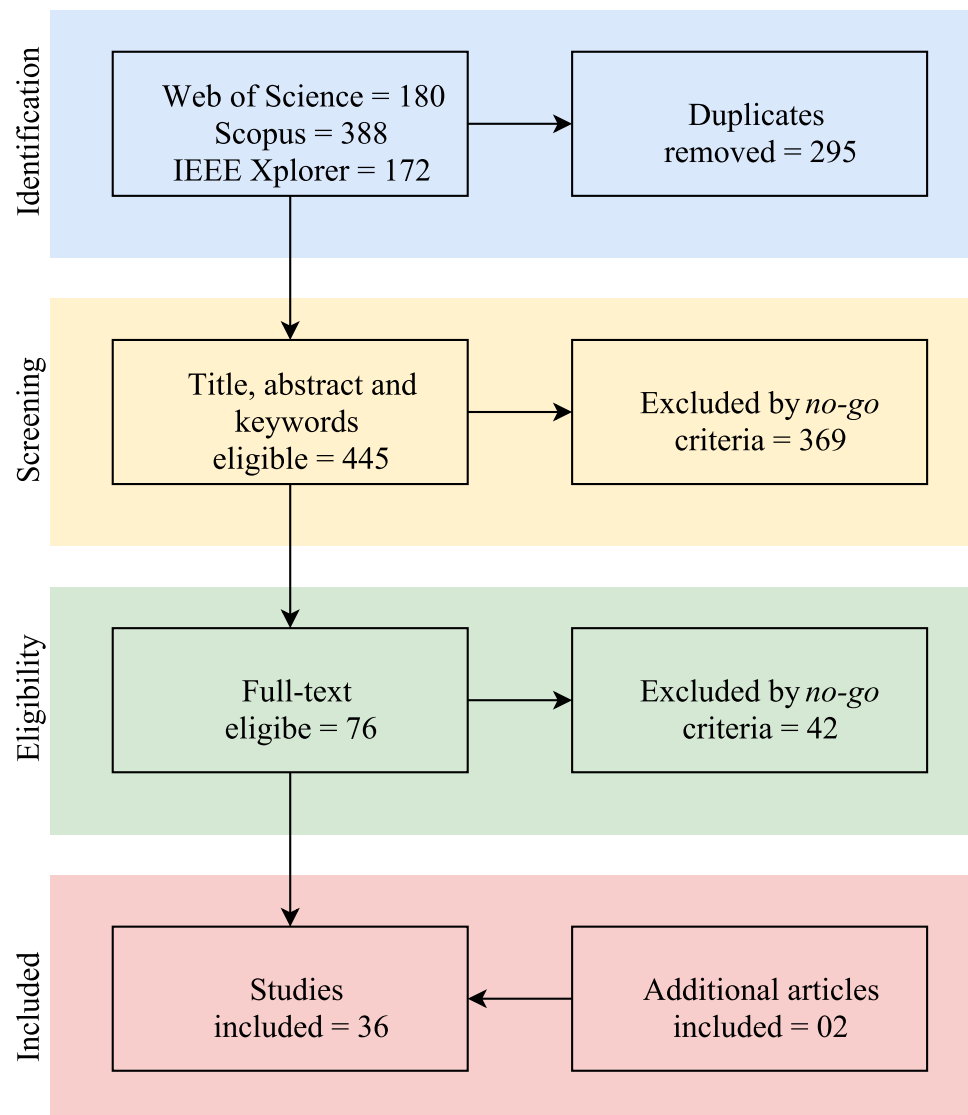 Identification
Web of Science = 180
Scopus = 388
IEEE Xplorer = 172
Duplicates
removed = 295
Screening
Title, abstract and
keywords
eligible = 445
Excluded by no-go
criteria = 369
Eligibility
Full-text
eligibe = 76
Excluded by no-go
criteria = 42
Included
Studies
included = 36
Additional articles
included = 02